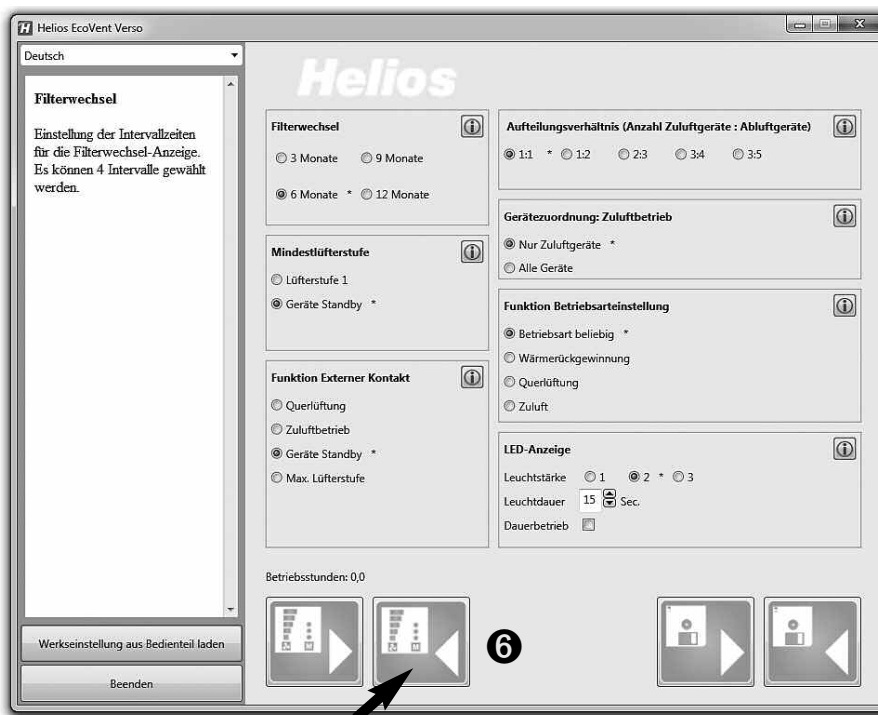 Helios EcoVent Verso
Deutsch
Filterwechsel
Einstellung der Intervallzeiten
für die Filterwechsel-Anzeige.
Es können 4 Intervalle gewählt
werden.
Werkseinstellung aus Bedienteil laden
Beenden
Helios
Filterwechsel
3 Monate 9 Monate
6 Monate * 12 Monate
Mindestlüfterstufe
Lüfterstufe 1
Geräte Standby *
Funktion Externer Kontakt
Querlüftung
Zuluftbetrieb
Geräte Standby *
Max. Lüfterstufe
Aufteilungsverhältnis (Anzahl Zuluftgeräte : Abluftgeräte)
1:1 * 1:2 2:3 3:4 3:5
Gerätezuordnung: Zuluftbetrieb
Nur Zuluftgeräte *
Alle Geräte
Funktion Betriebsarteinstellung
Betriebsart beliebig *
Wärmerückgewinnung
Querlüftung
Zuluft
LED-Anzeige
Leuchtstärke 1 2 * 3
Leuchtdauer 15 Sec.
Dauerbetrieb
Betriebsstunden: 0,0
6